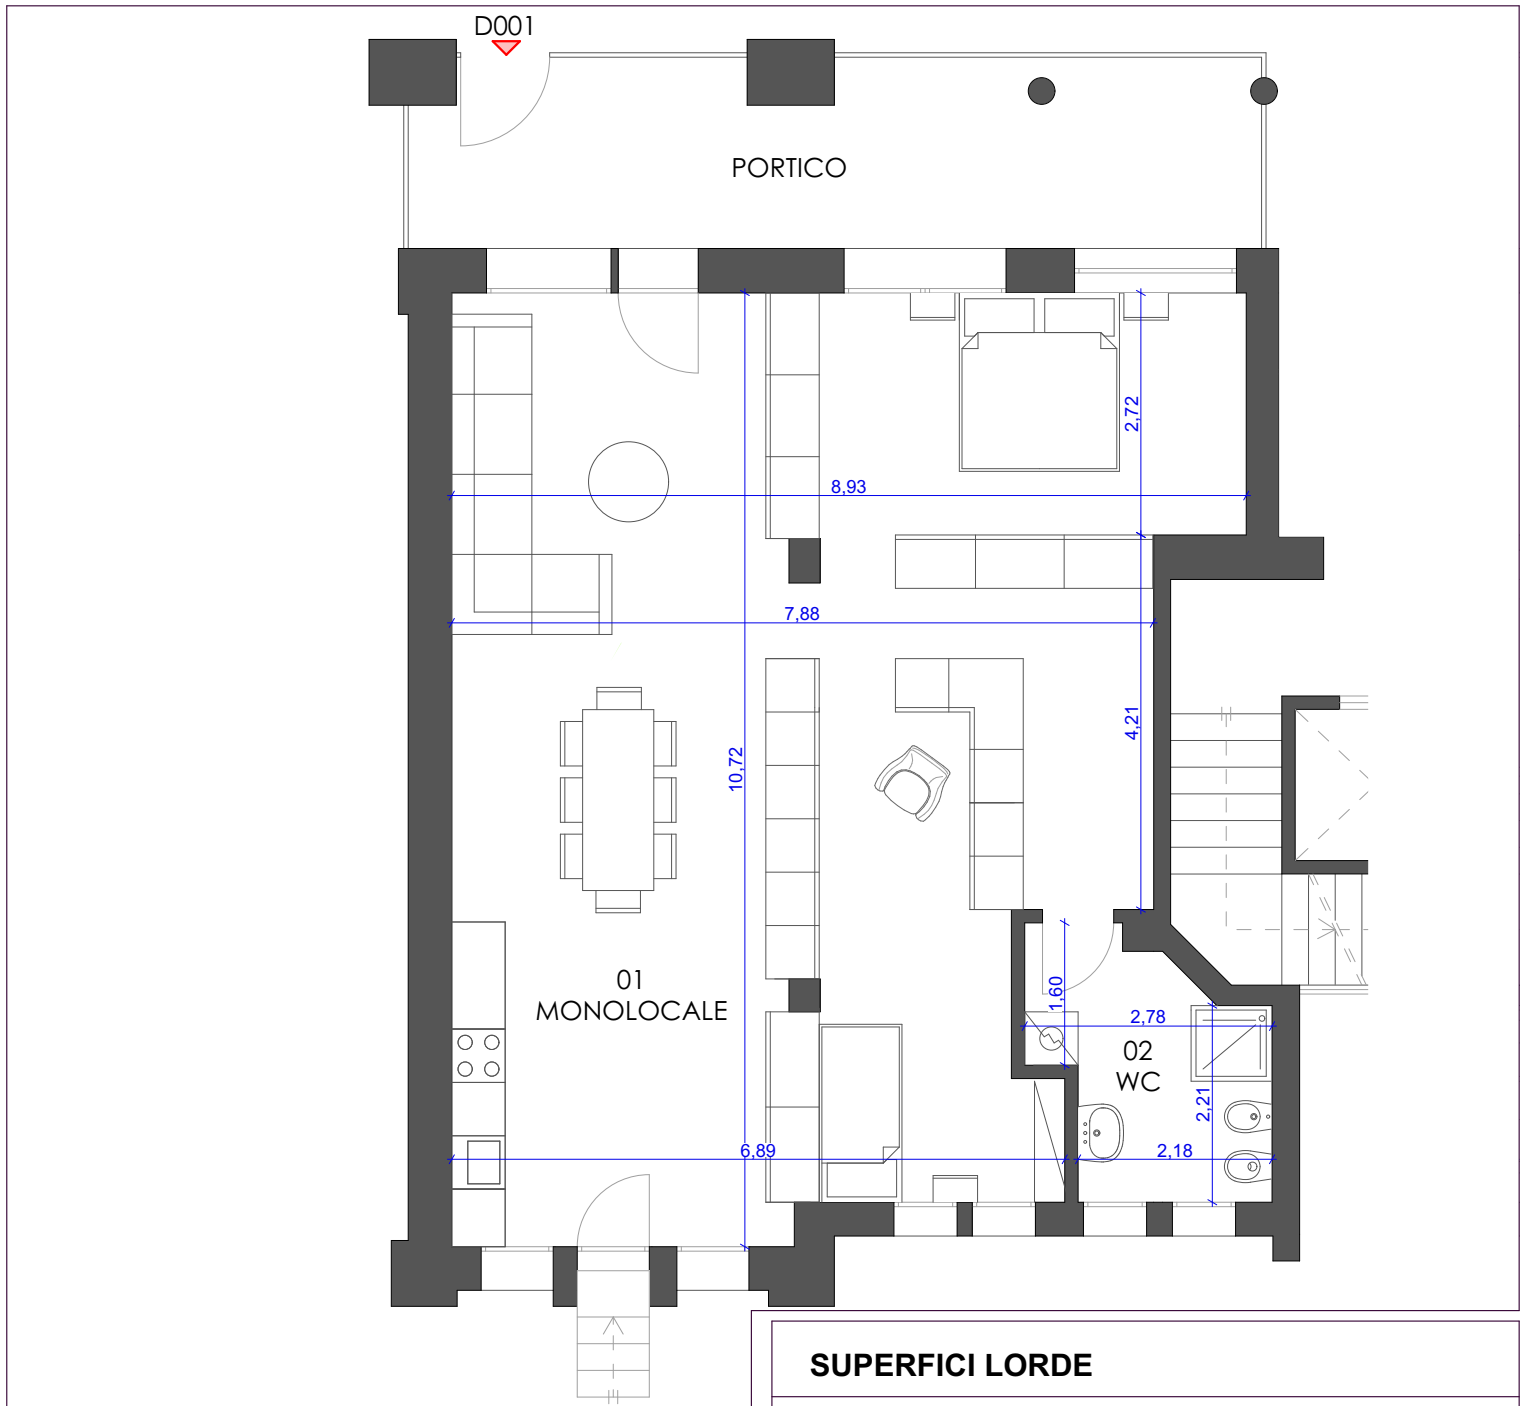 D001
PORTICO
2,72
8,93
7,88
4,21
10,72
01
MONOLOCALE
1,60
2,78
02
WC
2,21
6,89
2,18
SUPERFICI LORDE